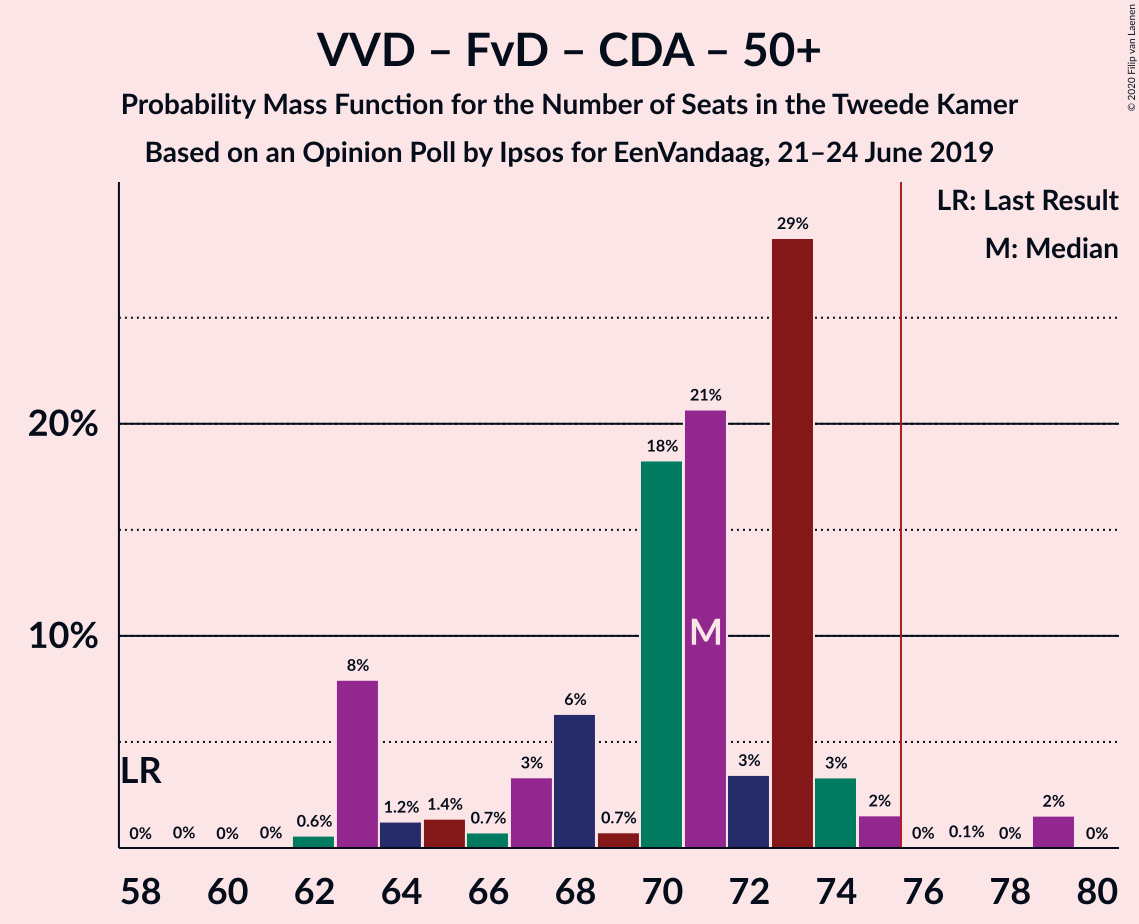 VVD – FvD – CDA – 50+
Probability Mass Function for the Number of Seats in the Tweede Kamer
Based on an Opinion Poll by Ipsos for EenVandaag, 21–24 June 2019
© 2020 Filip van Laenen
LR: Last Result
M: Median
29%
21%
20%
18%
M
10%
8%
6%
LR
3%
3%
3%
2%
2%
0%
0%
0%
0%
0.6%
1.2%
1.4%
0.7%
0.7%
0%
0.1%
0%
0%
58 60 62 64 66 68 70 72 74 76 78 80